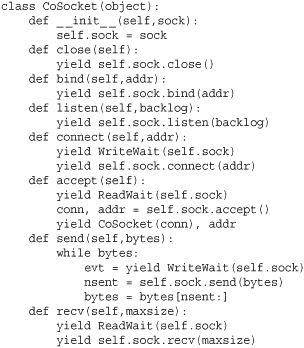 class CoSocket(object):
    def __init__(self,sock):
        self.sock = sock
    def close(self):
        yield self.sock.close()
    def bind(self,addr):
        yield self.sock.bind(addr)
    def listen(self,backlog):
        yield self.sock.listen(backlog)
    def connect(self,addr):
        yield WriteWait(self.sock)
        yield self.sock.connect(addr)
    def accept(self):
        yield ReadWait(self.sock)
        conn, addr = self.sock.accept()
        yield CoSocket(conn), addr
    def send(self,bytes):
        while bytes:
            evt = yield WriteWait(self.sock)
            nsent = self.sock.send(bytes)
            bytes = bytes[nsent:]
    def recv(self,maxsize):
        yield ReadWait(self.sock)
        yield self.sock.recv(maxsize)